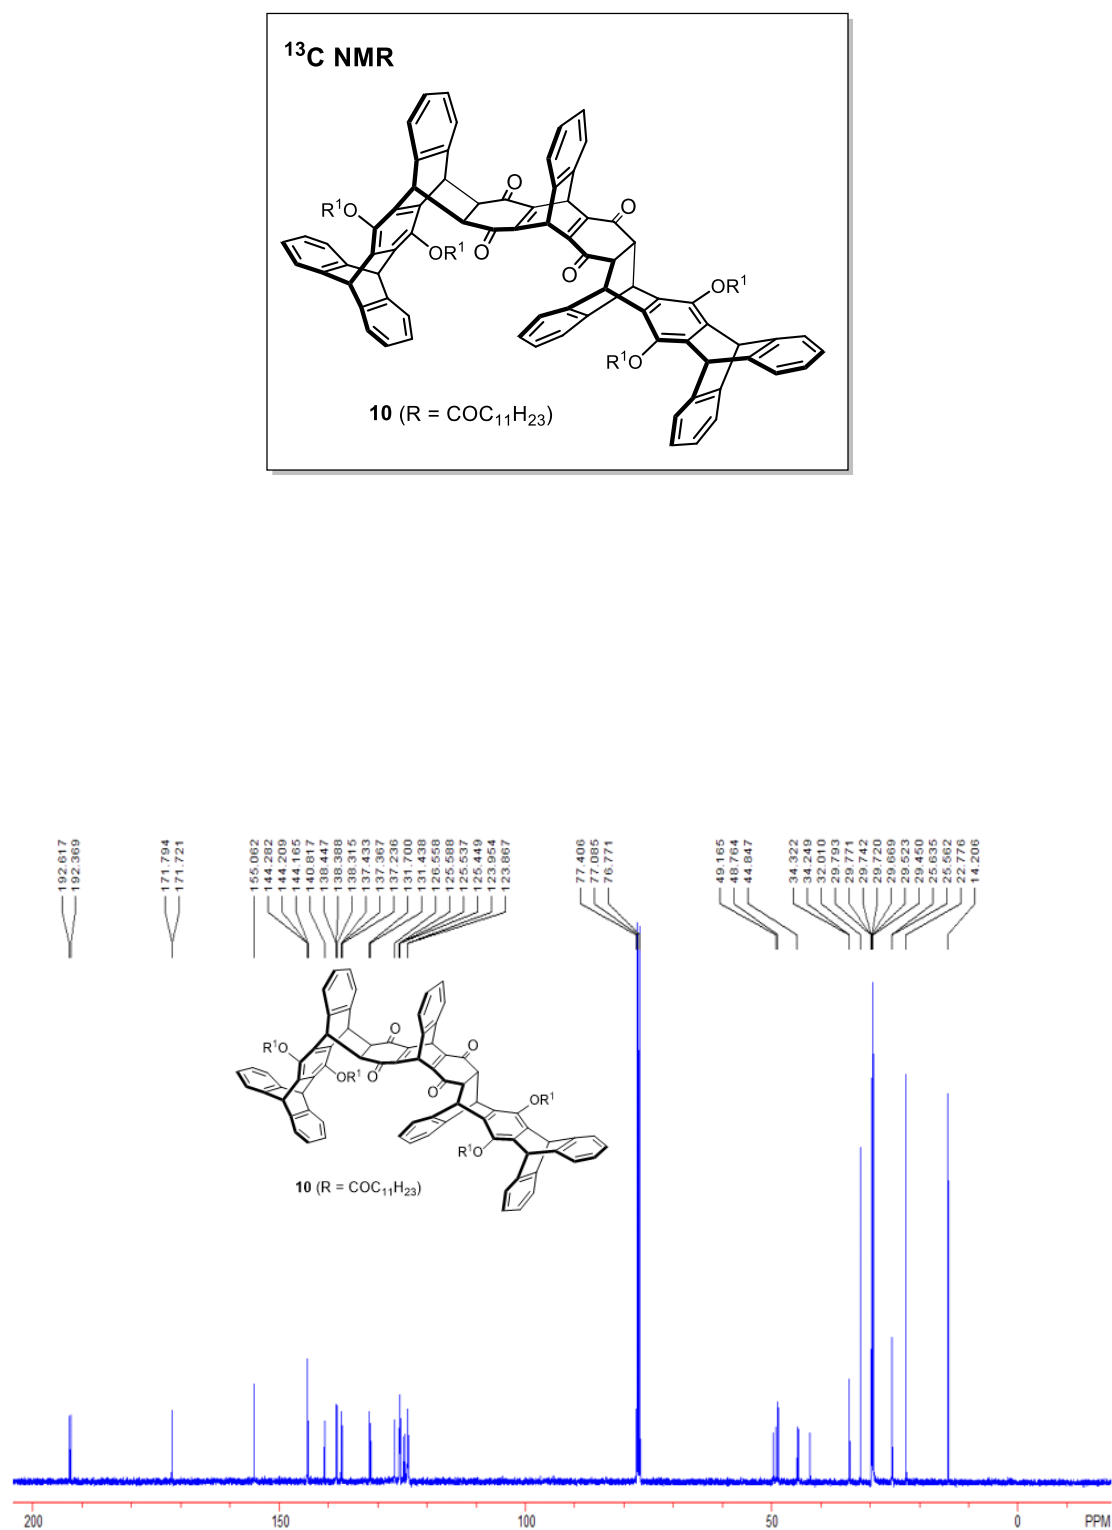 ¹³C NMR
O
O
R¹O
OR¹
O
O
OR¹
R¹O
10 (R = COC₁₁H₂₃)
192.617
192.369
171.794
171.721
155.062
144.282
144.209
144.165
140.817
138.447
138.388
138.315
137.433
137.367
137.236
131.700
131.438
126.558
125.588
125.537
125.449
123.954
123.867
77.406
77.085
76.771
49.165
48.764
44.847
34.322
34.249
32.010
29.793
29.771
29.742
29.720
29.669
29.523
29.450
25.635
25.562
22.776
14.206
O
R¹O
O
OR¹
O
O
OR¹
R¹O
10 (R = COC₁₁H₂₃)
200 150 100 50 0 PPM